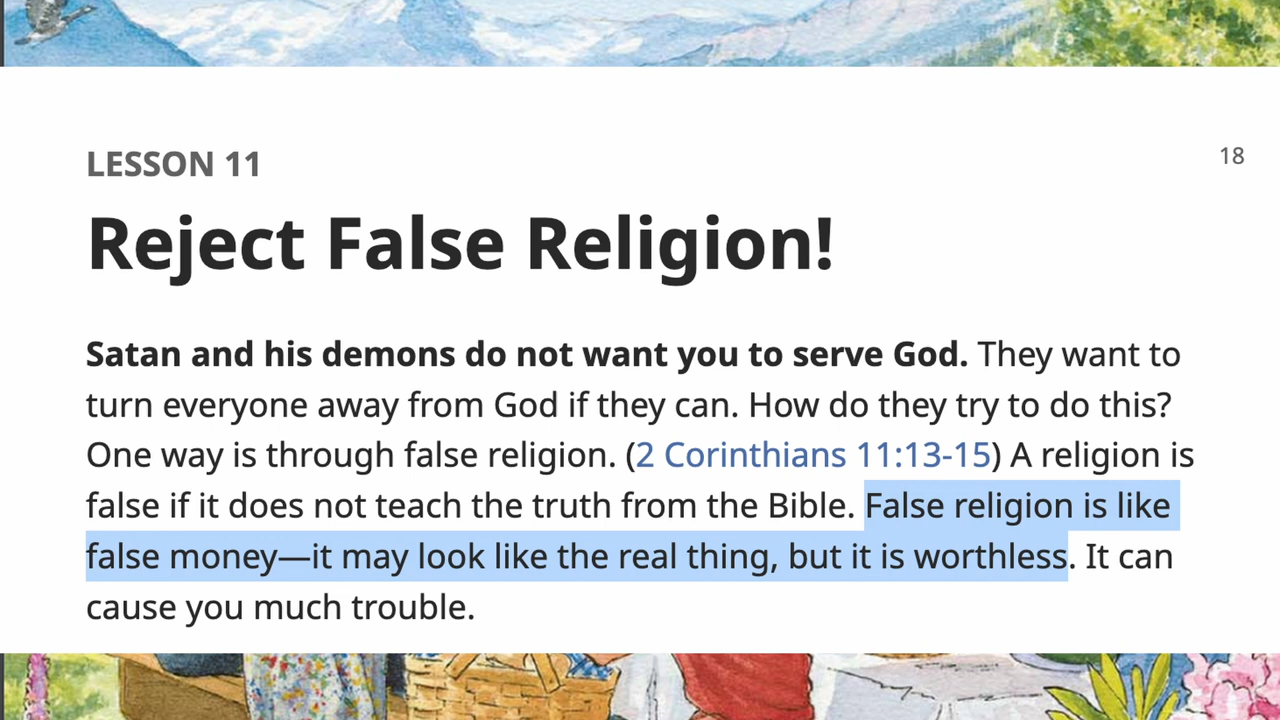 LESSON 11
18
Reject False Religion!
Satan and his demons do not want you to serve God. They want to
turn everyone away from God if they can. How do they try to do this?
One way is through false religion. (2 Corinthians 11:13-15) A religion is
false if it does not teach the truth from the Bible. False religion is like
false money—it may look like the real thing, but it is worthless. It can
cause you much trouble.